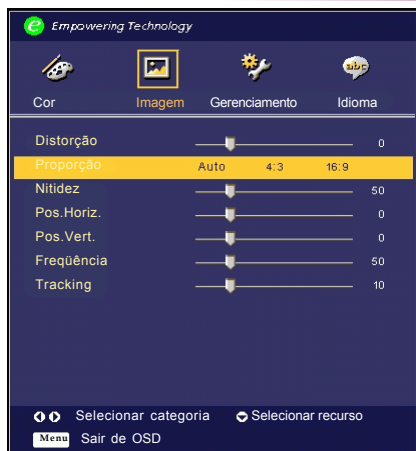 e Empowering Technology
abc
Cor Imagem Gerenciamento Idioma
Distorção 0
Proporção Auto 4:3 16:9
Nitidez 50
Pos.Horiz. 0
Pos.Vert. 0
Freqüência 50
Tracking 10
Selecionar categoria Selecionar recurso
Menu Sair de OSD